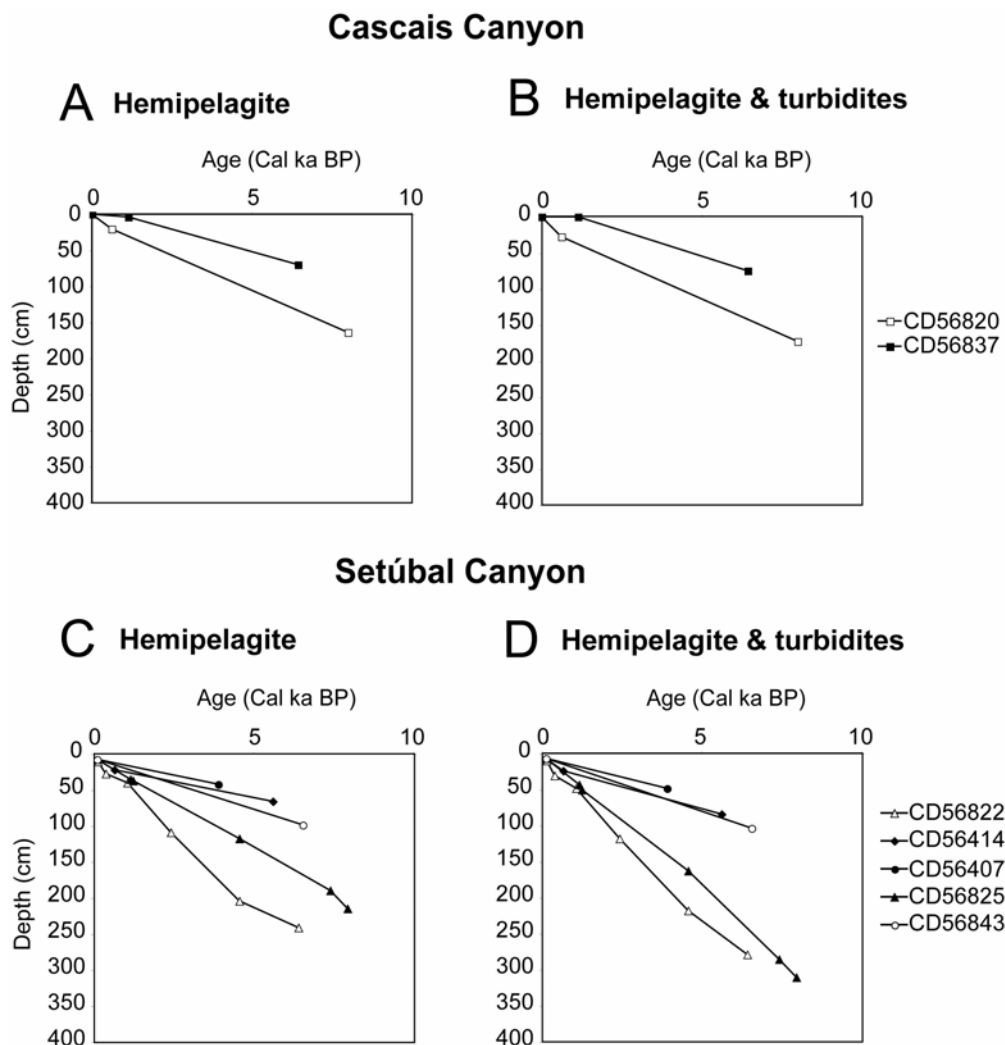 Cascais Canyon
A Hemipelagite
Age (Cal ka BP)
0 5 10
0
50
100
150
200
250
300
350
400
Depth (cm)
B Hemipelagite & turbidites
Age (Cal ka BP)
0 5 10
0
50
100
150
200
250
300
350
400
CD56820
CD56837
Setúbal Canyon
C Hemipelagite
Age (Cal ka BP)
0 5 10
0
50
100
150
200
250
300
350
400
Depth (cm)
D Hemipelagite & turbidites
Age (Cal ka BP)
0 5 10
0
50
100
150
200
250
300
350
400
CD56822
CD56414
CD56407
CD56825
CD56843